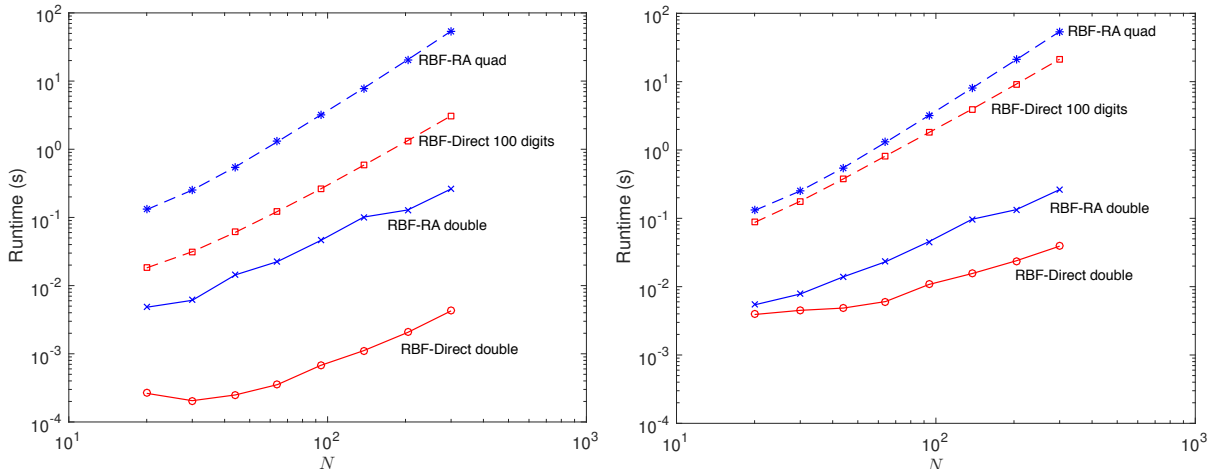 10^2
10^1
10^0
10^-1
10^-2
10^-3
10^-4
Runtime (s)
RBF-RA quad
RBF-Direct 100 digits
RBF-RA double
RBF-Direct double
10^1
10^2
10^3
N
10^2
10^1
10^0
10^-1
10^-2
10^-3
10^-4
Runtime (s)
RBF-RA quad
RBF-Direct 100 digits
RBF-RA double
RBF-Direct double
10^1
10^2
10^3
N